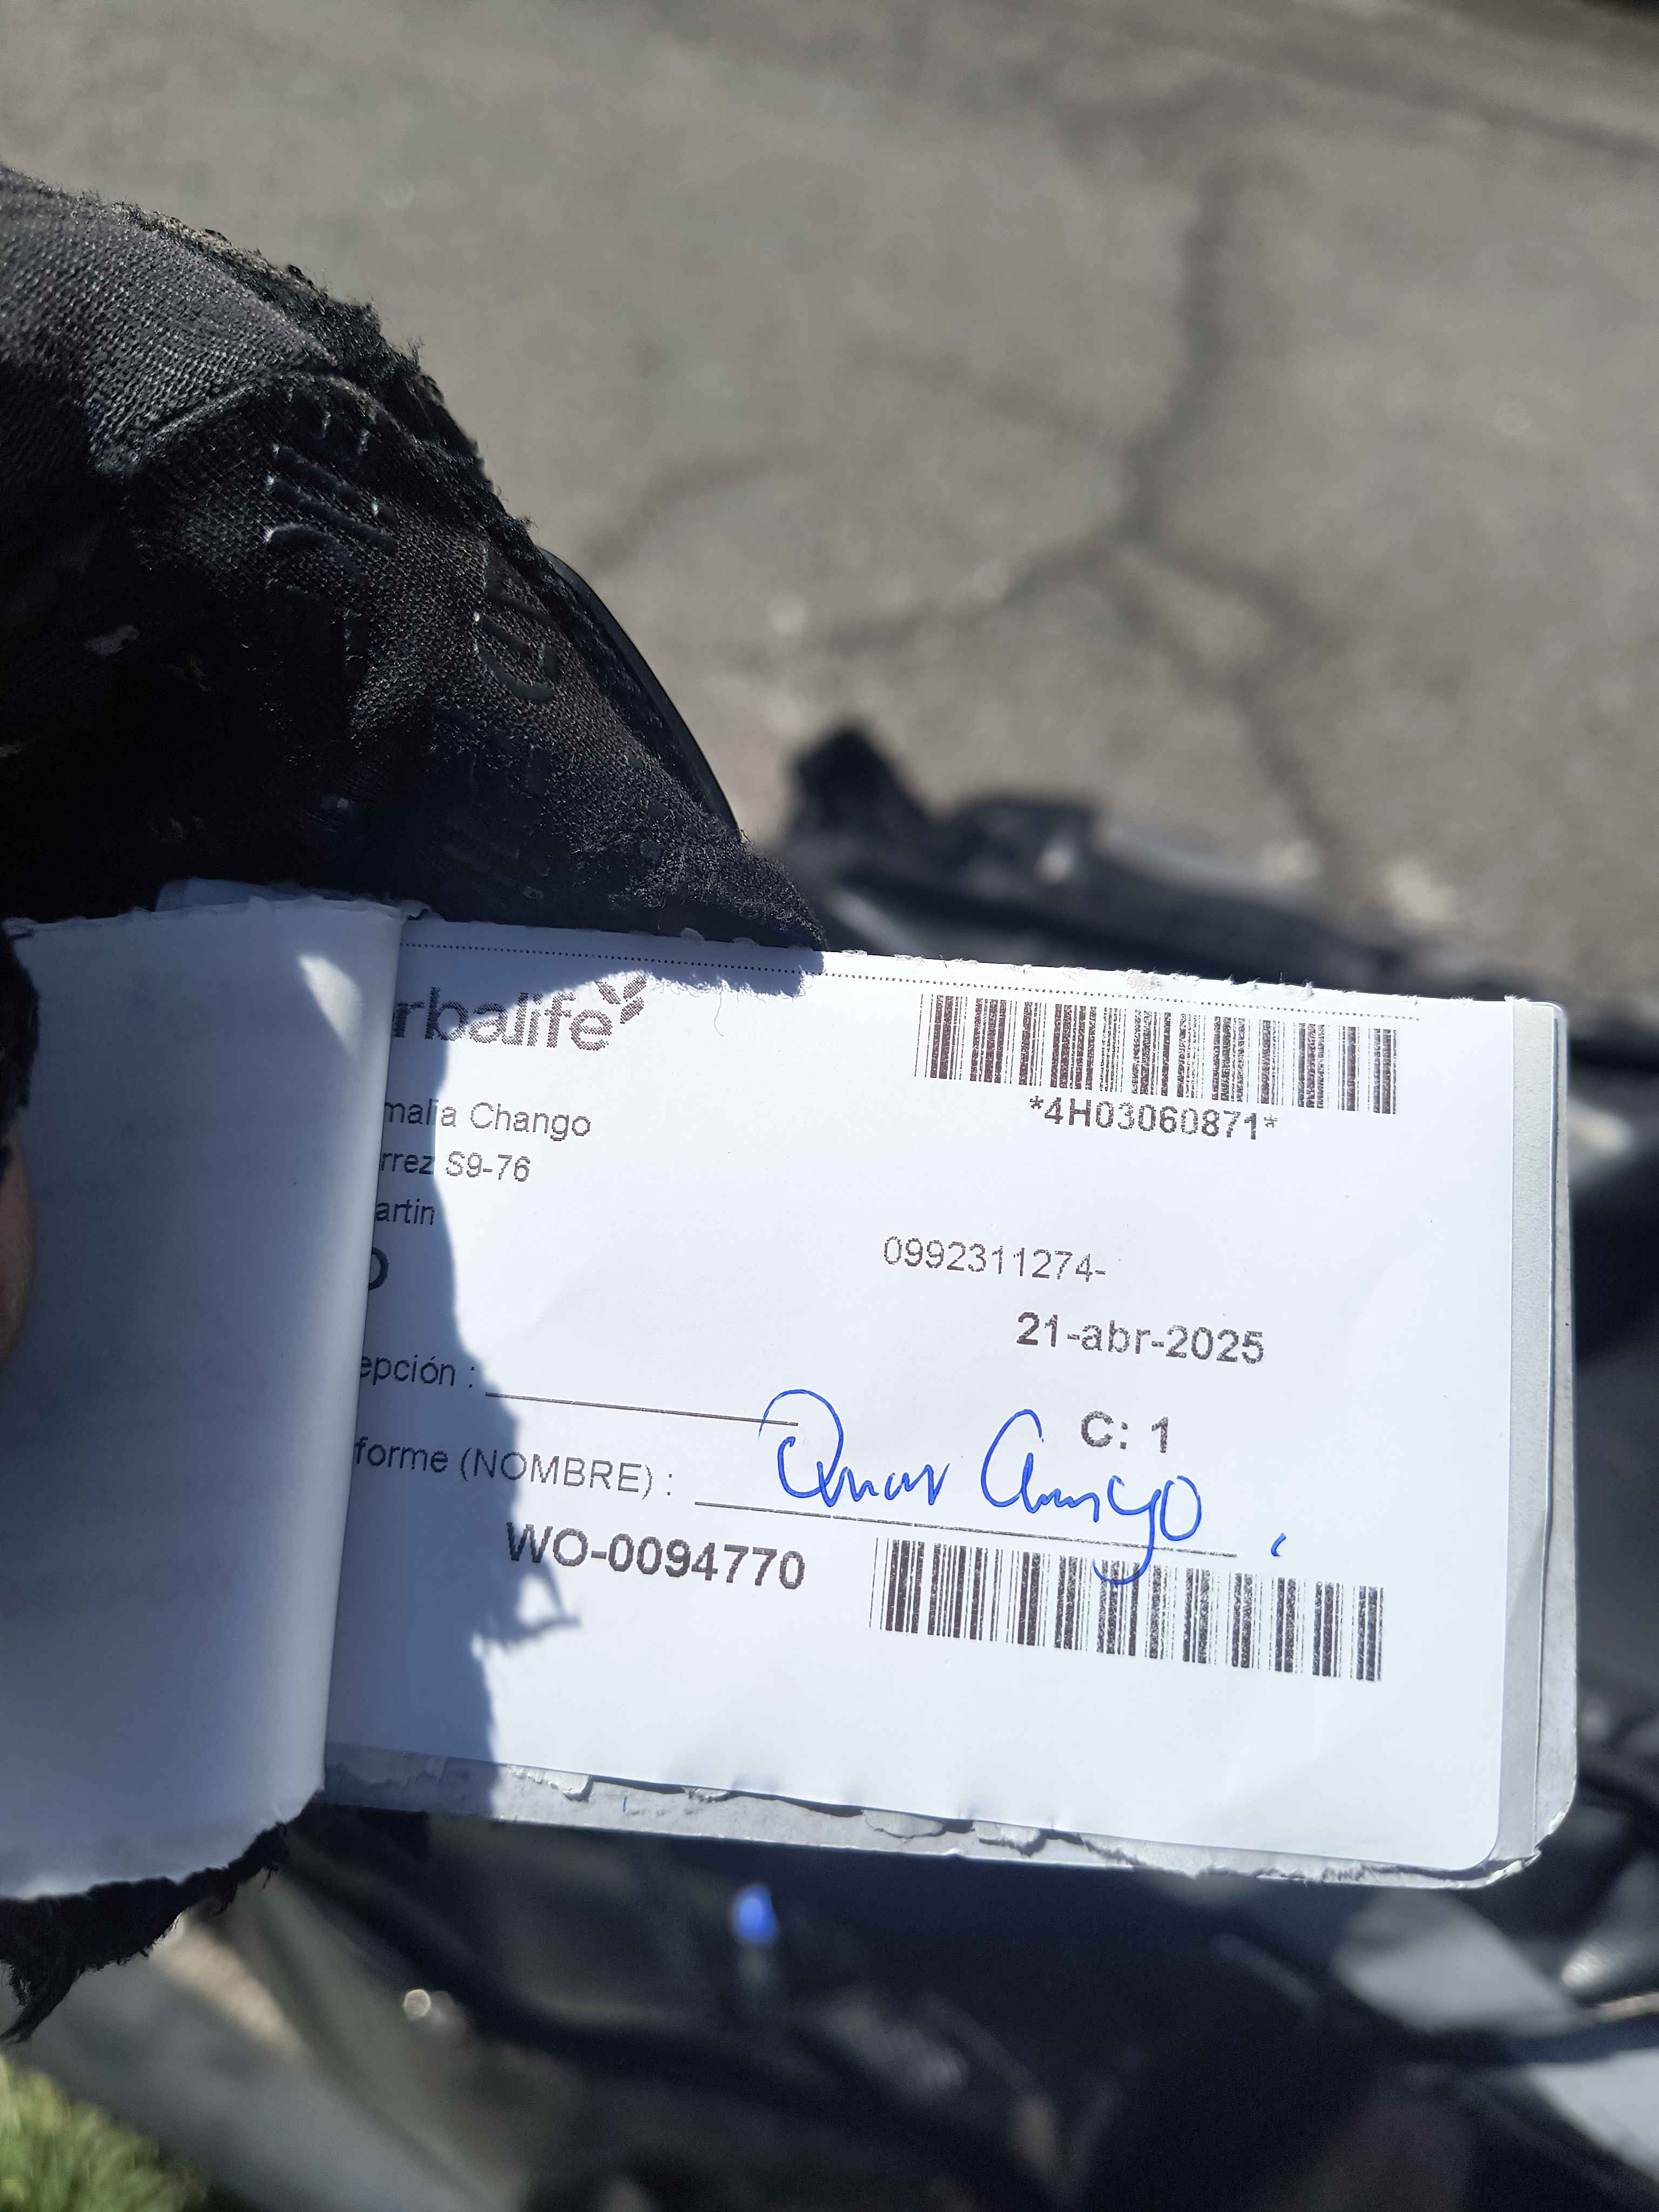 rbalife
*4H03060871*
malia Chango
rrez S9-76
artin
O
0992311274-
21-abr-2025
epción :
C: 1
forme (NOMBRE) :
WO-0094770